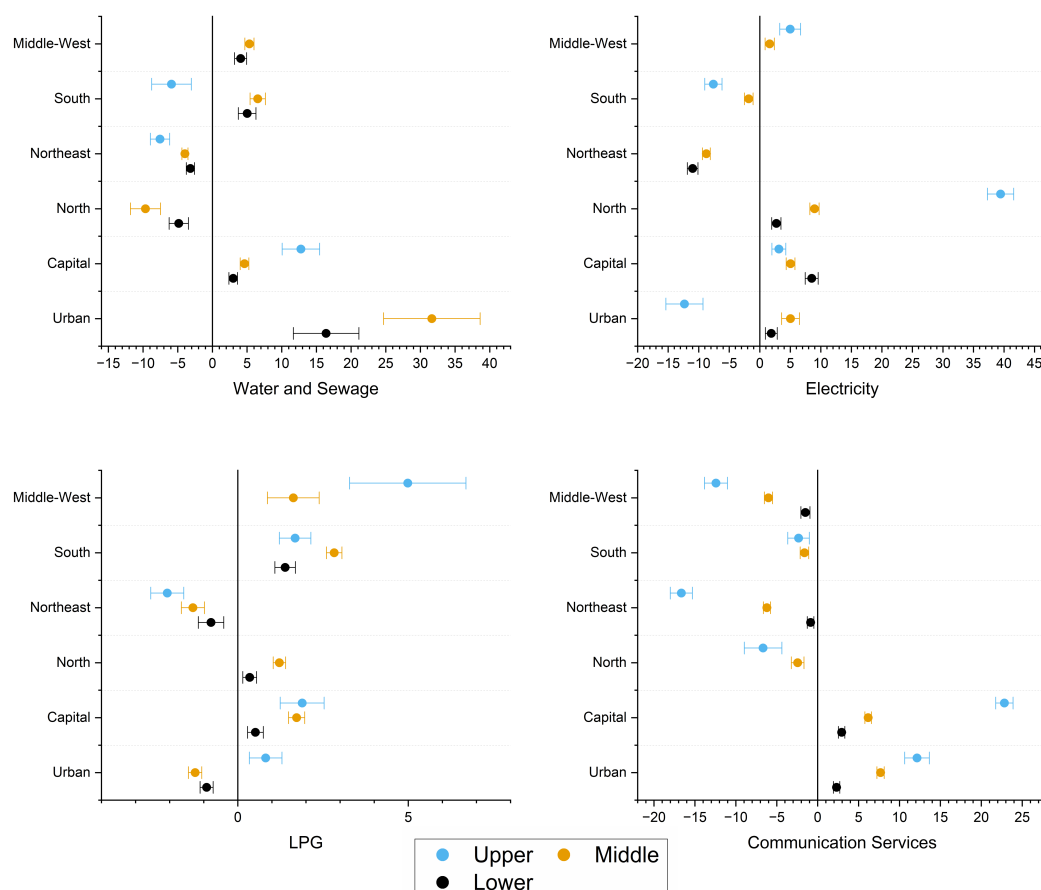 Middle-West
South
Northeast
North
Capital
Urban
−15 −10 −5 0 5 10 15 20 25 30 35 40
Water and Sewage
Middle-West
South
Northeast
North
Capital
Urban
−20 −15 −10 −5 0 5 10 15 20 25 30 35 40 45
Electricity
Middle-West
South
Northeast
North
Capital
Urban
0 5
LPG
Middle-West
South
Northeast
North
Capital
Urban
−20 −15 −10 −5 0 5 10 15 20 25
Communication Services
Upper Middle
Lower